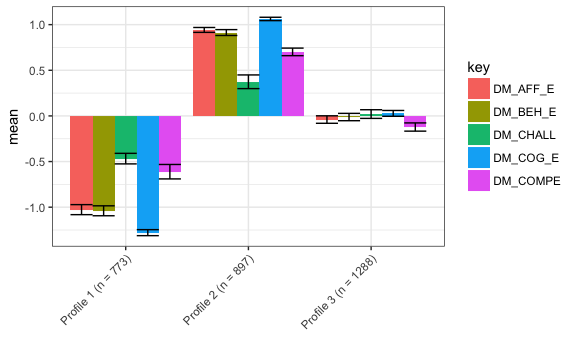 mean
1.0
0.5
0.0
-0.5
-1.0
Profile 1 (n = 773)
Profile 2 (n = 897)
Profile 3 (n = 1288)
key
DM_AFF_E
DM_BEH_E
DM_CHALL
DM_COG_E
DM_COMPE